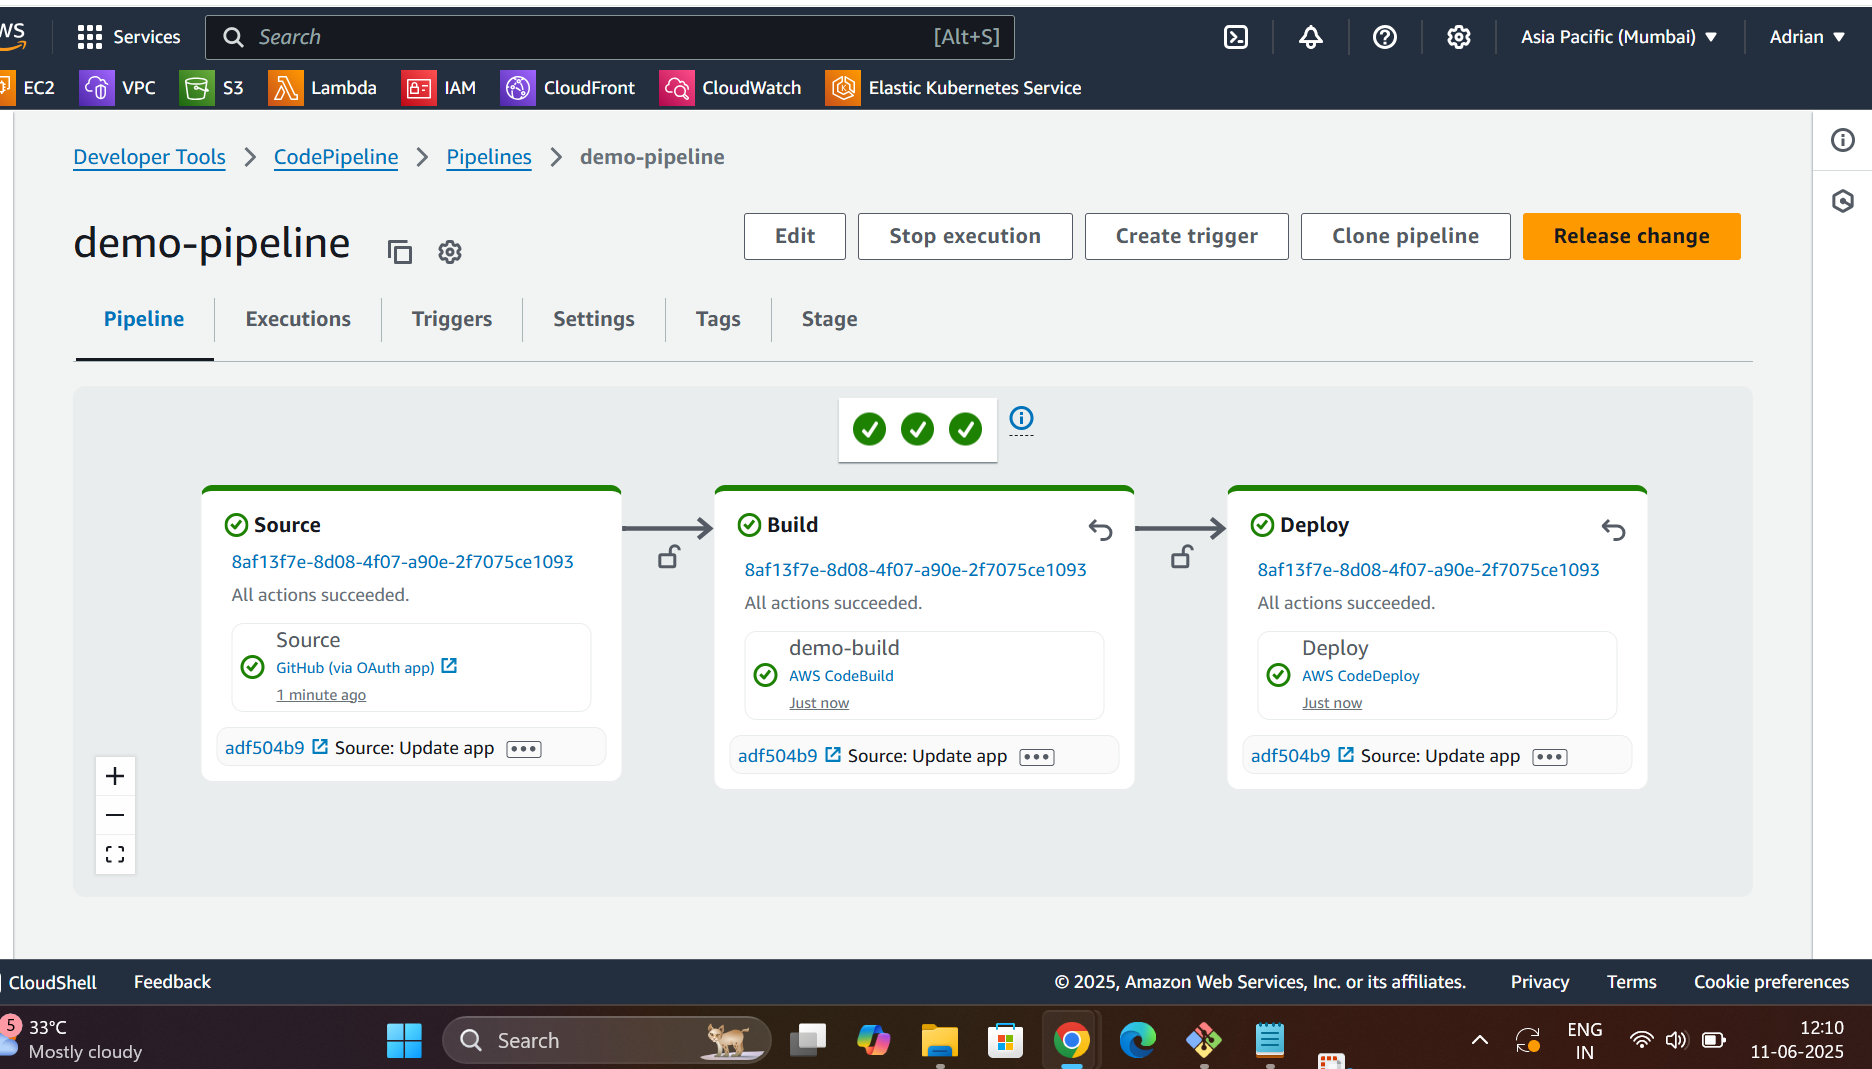 Services
Search
[Alt+S]
Asia Pacific (Mumbai)
Adrian
EC2
VPC
S3
Lambda
IAM
CloudFront
CloudWatch
Elastic Kubernetes Service
Developer Tools > CodePipeline > Pipelines > demo-pipeline
demo-pipeline
Edit
Stop execution
Create trigger
Clone pipeline
Release change
Pipeline
Executions
Triggers
Settings
Tags
Stage
Source
8af13f7e-8d08-4f07-a90e-2f7075ce1093
All actions succeeded.
Source
GitHub (via OAuth app)
1 minute ago
adf504b9 Source: Update app
Build
8af13f7e-8d08-4f07-a90e-2f7075ce1093
All actions succeeded.
demo-build
AWS CodeBuild
Just now
adf504b9 Source: Update app
Deploy
8af13f7e-8d08-4f07-a90e-2f7075ce1093
All actions succeeded.
Deploy
AWS CodeDeploy
Just now
adf504b9 Source: Update app
CloudShell
Feedback
© 2025, Amazon Web Services, Inc. or its affiliates.
Privacy
Terms
Cookie preferences
5
33°C
Mostly cloudy
Search
ENG
IN
12:10
11-06-2025